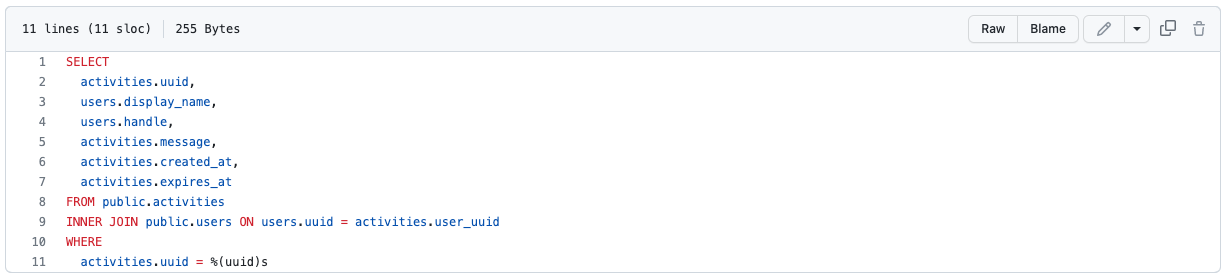 11 lines (11 sloc) 255 Bytes Raw Blame
1 SELECT
2 activities.uuid,
3 users.display_name,
4 users.handle,
5 activities.message,
6 activities.created_at,
7 activities.expires_at
8 FROM public.activities
9 INNER JOIN public.users ON users.uuid = activities.user_uuid
10 WHERE
11 activities.uuid = %(uuid)s